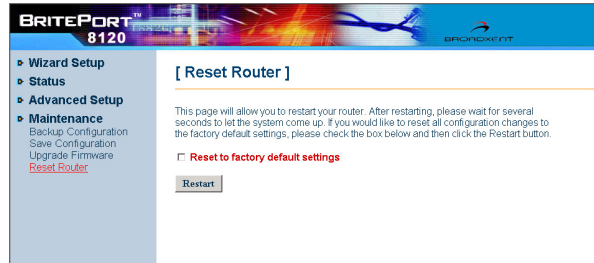 BRITEPORT™
8120
BROADXENT
Wizard Setup
Status
Advanced Setup
Maintenance
Backup Configuration
Save Configuration
Upgrade Firmware
Reset Router
[ Reset Router ]
This page will allow you to restart your router. After restarting, please wait for several
seconds to let the system come up. If you would like to reset all configuration changes to
the factory default settings, please check the box below and then click the Restart button.
Reset to factory default settings
Restart